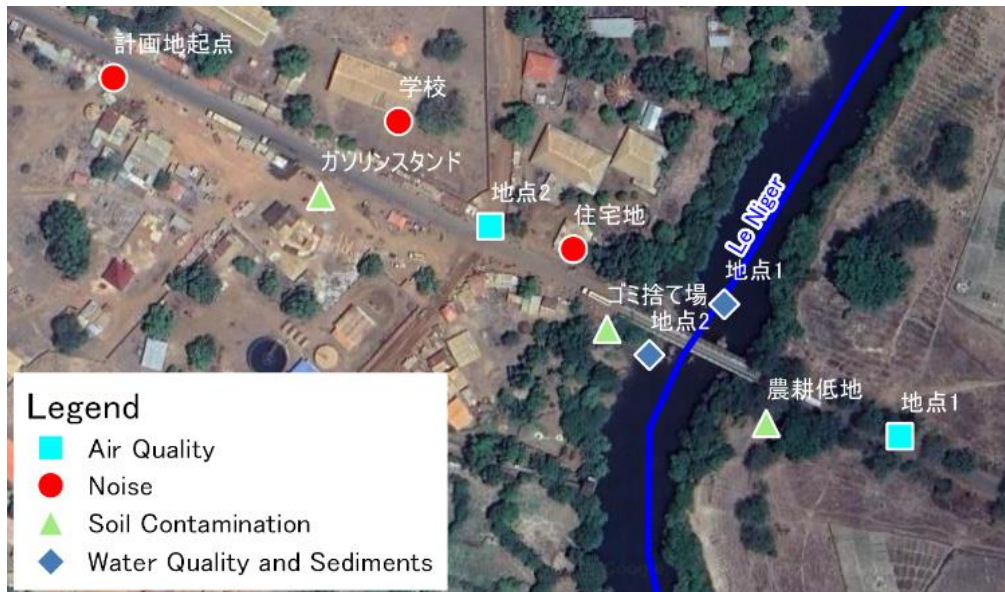 計画地起点
学校
ガソリンスタンド
地点2
住宅地
Le Niger
地点1
ゴミ捨て場
地点2
農耕低地
地点1
Legend
Air Quality
Noise
Soil Contamination
Water Quality and Sediments
Google